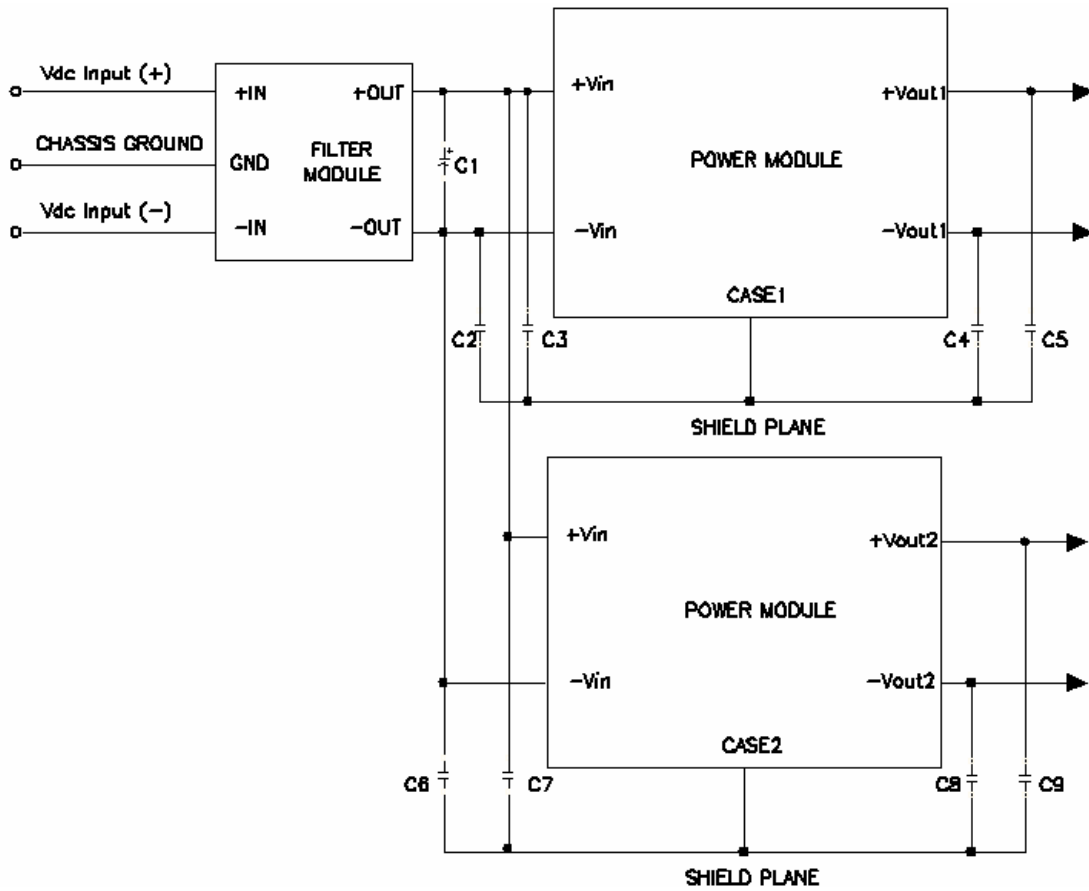 Vdc Input (+)
CHASSIS GROUND
Vdc Input (−)
+IN
+OUT
GND
FILTER
MODULE
−IN
−OUT
C1
+
+Vin
+Vout1
POWER MODULE
−Vin
−Vout1
CASE1
C2
C3
C4
C5
SHIELD PLANE
+Vin
+Vout2
POWER MODULE
−Vin
−Vout2
CASE2
C6
C7
C8
C9
SHIELD PLANE